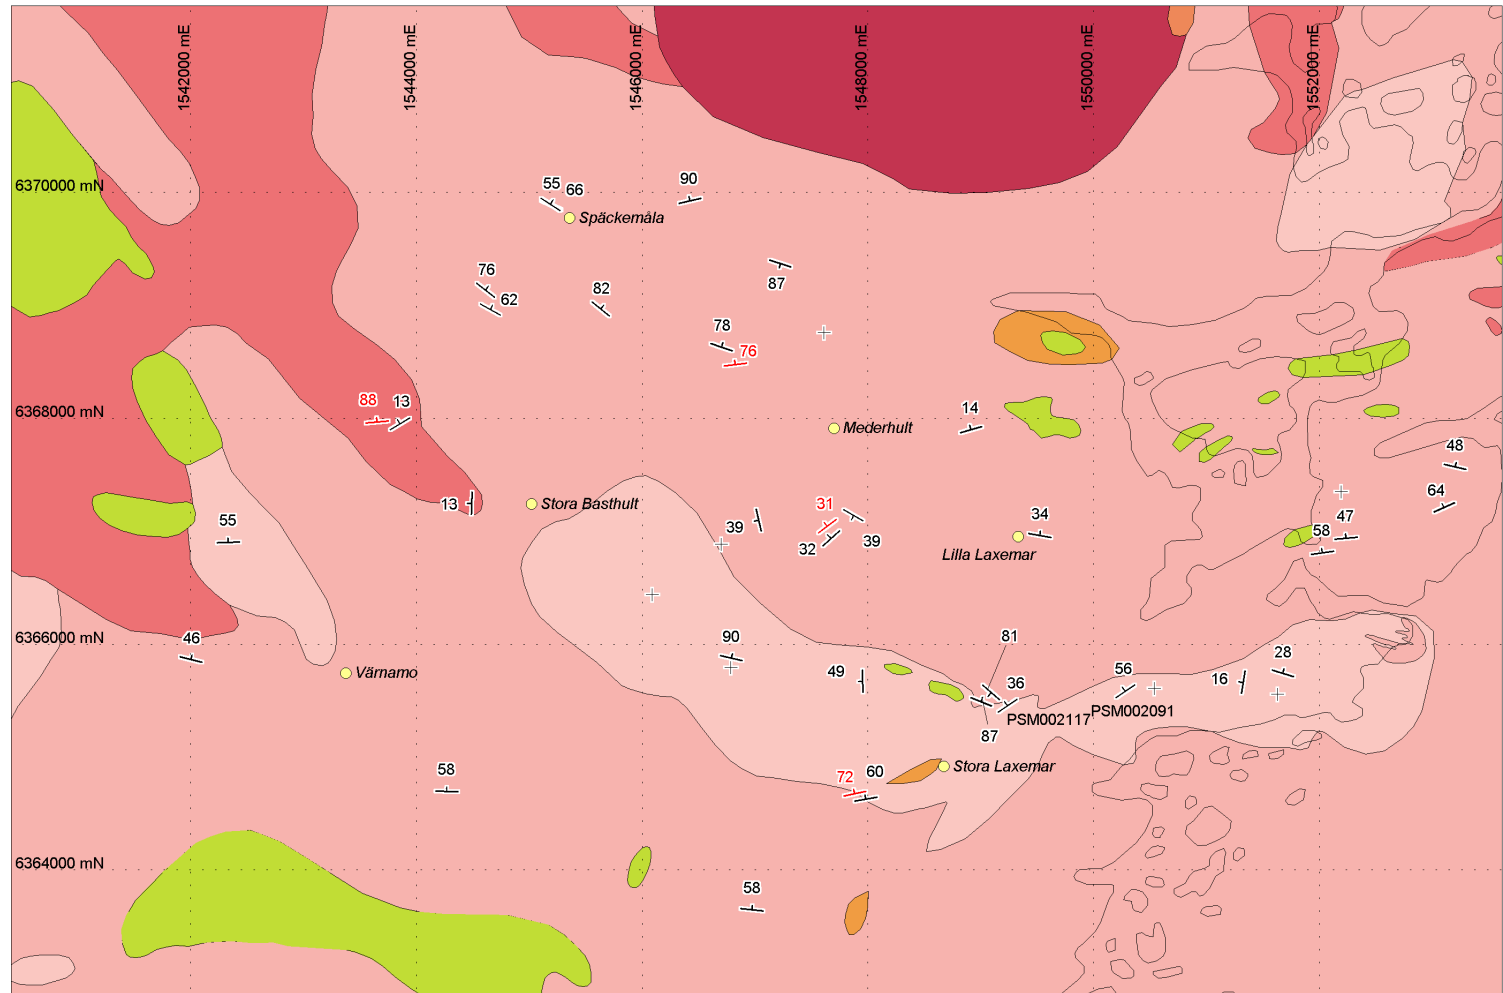 1542000 mE
1544000 mE
1546000 mE
1548000 mE
1550000 mE
1552000 mE
6370000 mN
55
66
90
Späckemåla
76
62
82
87
78
76
88
13
6368000 mN
Mederhult
14
48
64
13
Stora Basthult
55
39
31
32
39
34
Lilla Laxemar
58
47
6366000 mN
46
Värnamo
90
49
81
36
87
PSM002117
PSM002091
56
16
28
58
72
60
Stora Laxemar
6364000 mN
58